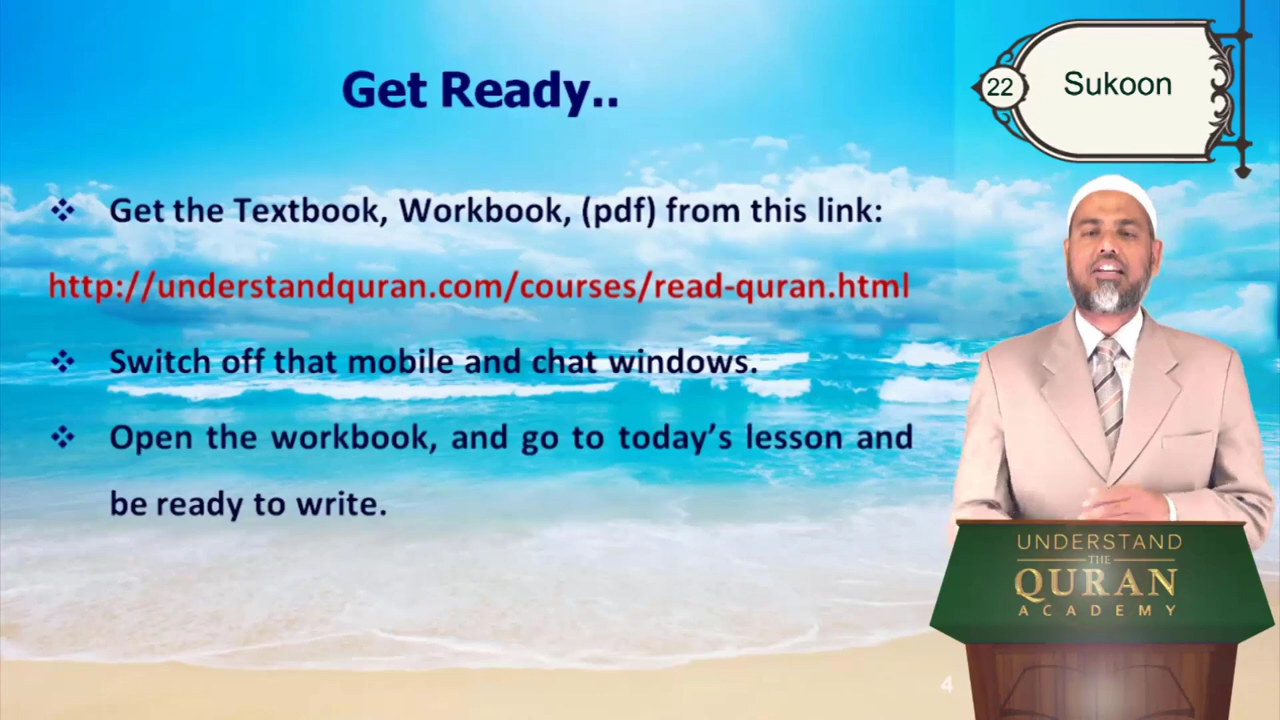 Get Ready..
22
Sukoon
❖ Get the Textbook, Workbook, (pdf) from this link:
http://understandquran.com/courses/read-quran.html
❖ Switch off that mobile and chat windows.
❖ Open the workbook, and go to today’s lesson and
be ready to write.
UNDERSTAND
THE
QURAN
ACADEMY
4